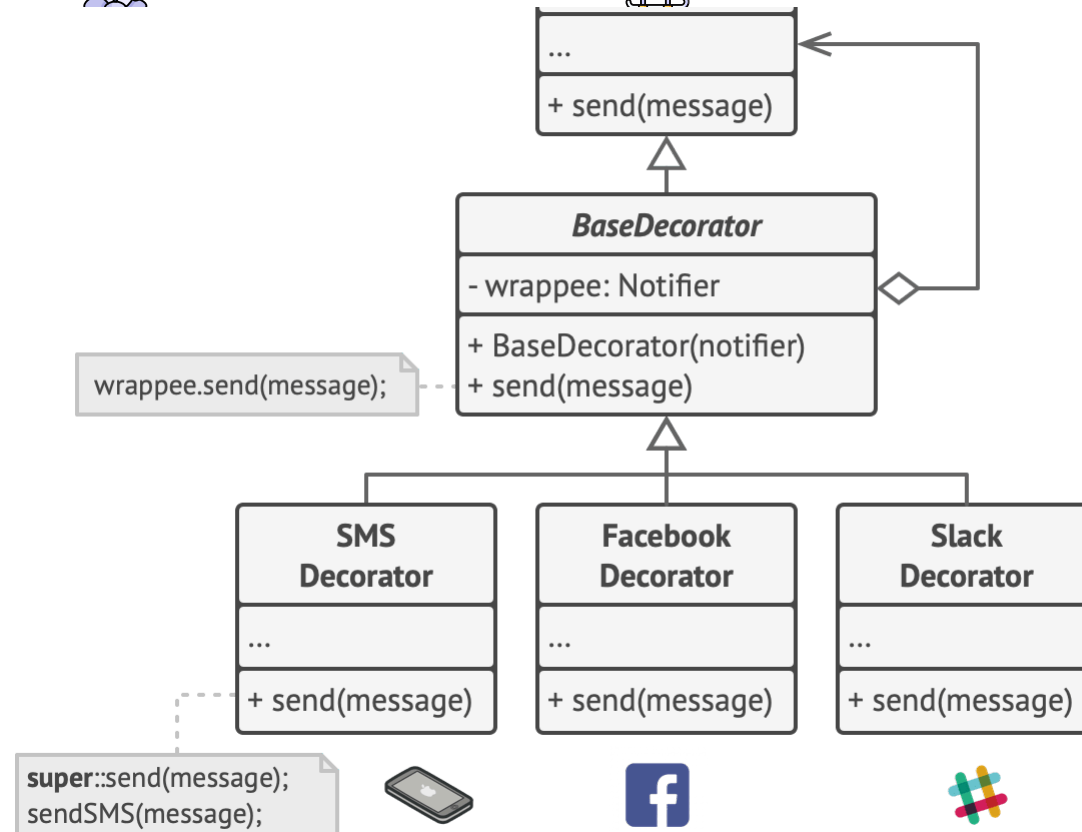 ...
+ send(message)
BaseDecorator
- wrappee: Notifier
+ BaseDecorator(notifier)
+ send(message)
wrappee.send(message);
SMS
Decorator
...
+ send(message)
Facebook
Decorator
...
+ send(message)
Slack
Decorator
...
+ send(message)
super::send(message);
sendSMS(message);
f